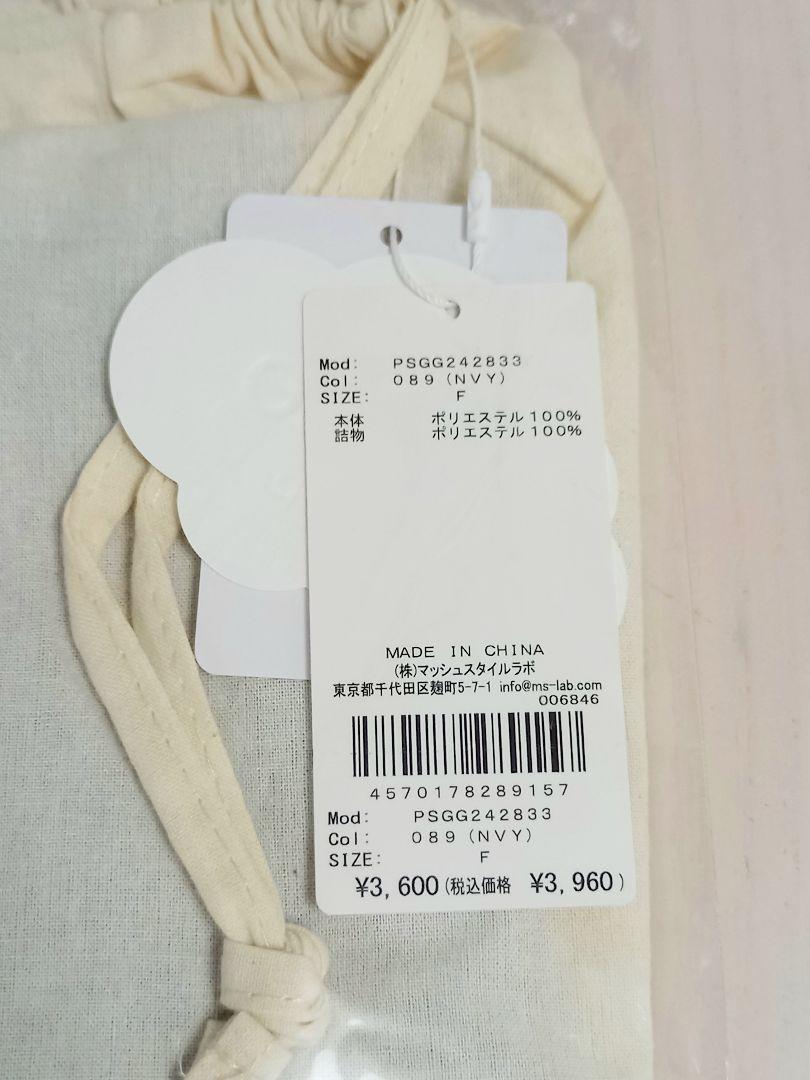 Mod: PSGG242833
Col: 089(NVY)
SIZE: F
本体 ポリエステル100%
詰物 ポリエステル100%
MADE IN CHINA
(株)マッシュスタイルラボ
東京都千代田区麹町5-7-1 info@ms-lab.com
006846
4570178289157
Mod: PSGG242833
Col: 089(NVY)
SIZE: F
¥3,600(税込価格 ¥3,960)